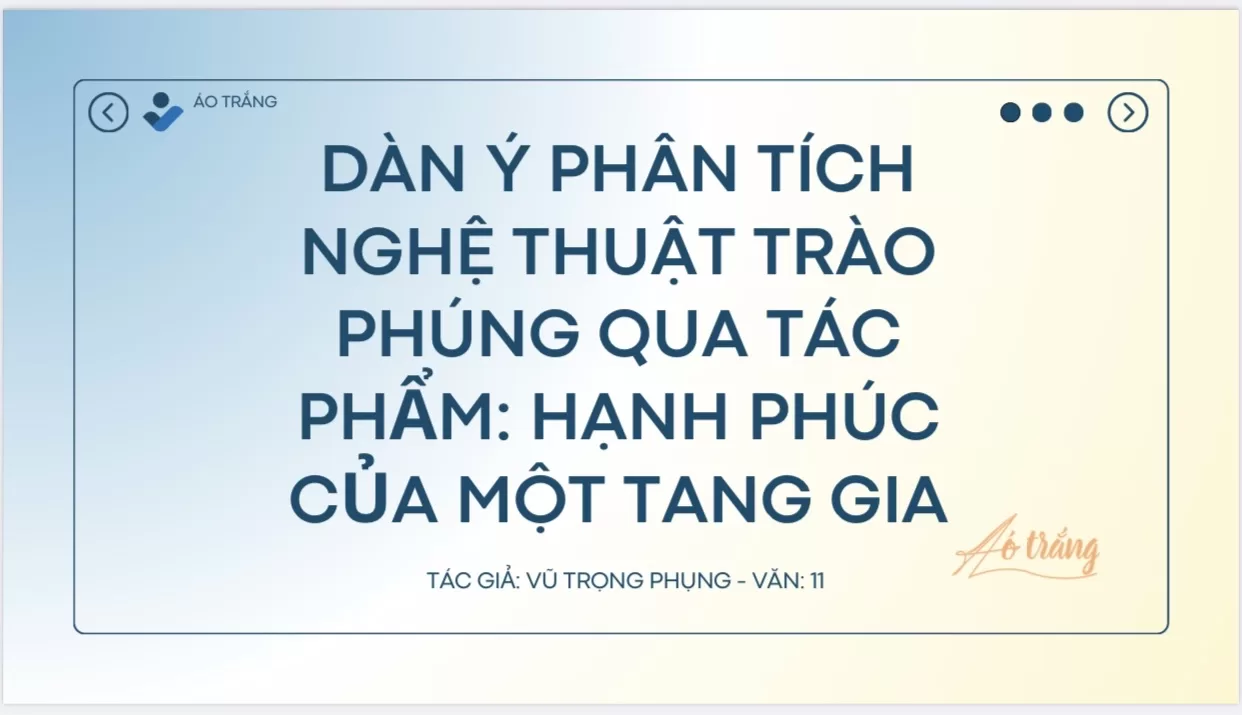 ÁO TRẮNG
DÀN Ý PHÂN TÍCH
NGHỆ THUẬT TRÀO
PHÚNG QUA TÁC
PHẨM: HẠNH PHÚC
CỦA MỘT TANG GIA
Áo trắng
TÁC GIẢ: VŨ TRỌNG PHỤNG - VĂN: 11